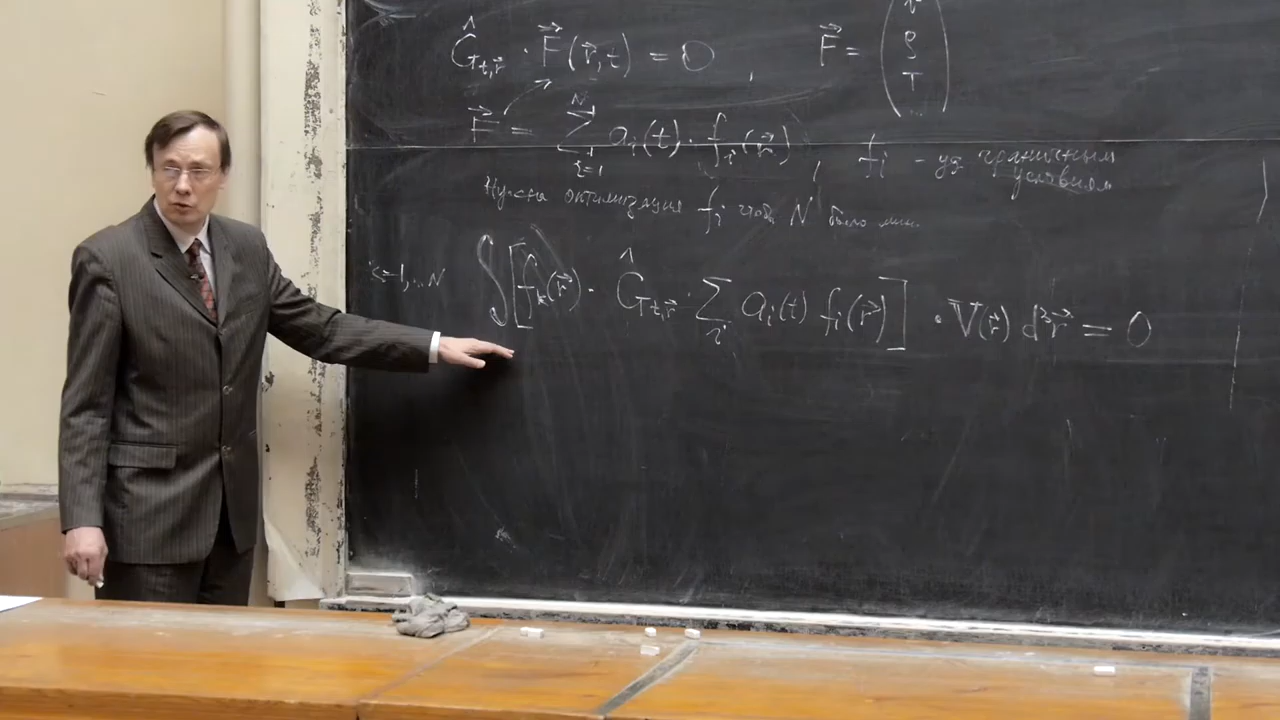 Ĝ_{t,r⃗} · F⃗(r⃗,t) = 0 , F⃗ = ( ρ T ... )
F⃗ = Σ_{i=1}^{N} a_i(t) · f_i(r⃗) , f_i - уд граничным условиям
Нужна оптимизация f_i чтобы N было мин.
k=1,...N ∫[f_k(r⃗) · Ĝ_{t,r⃗} · Σ_i a_i(t) f_i(r⃗)] · V(r⃗) d³r⃗ = 0